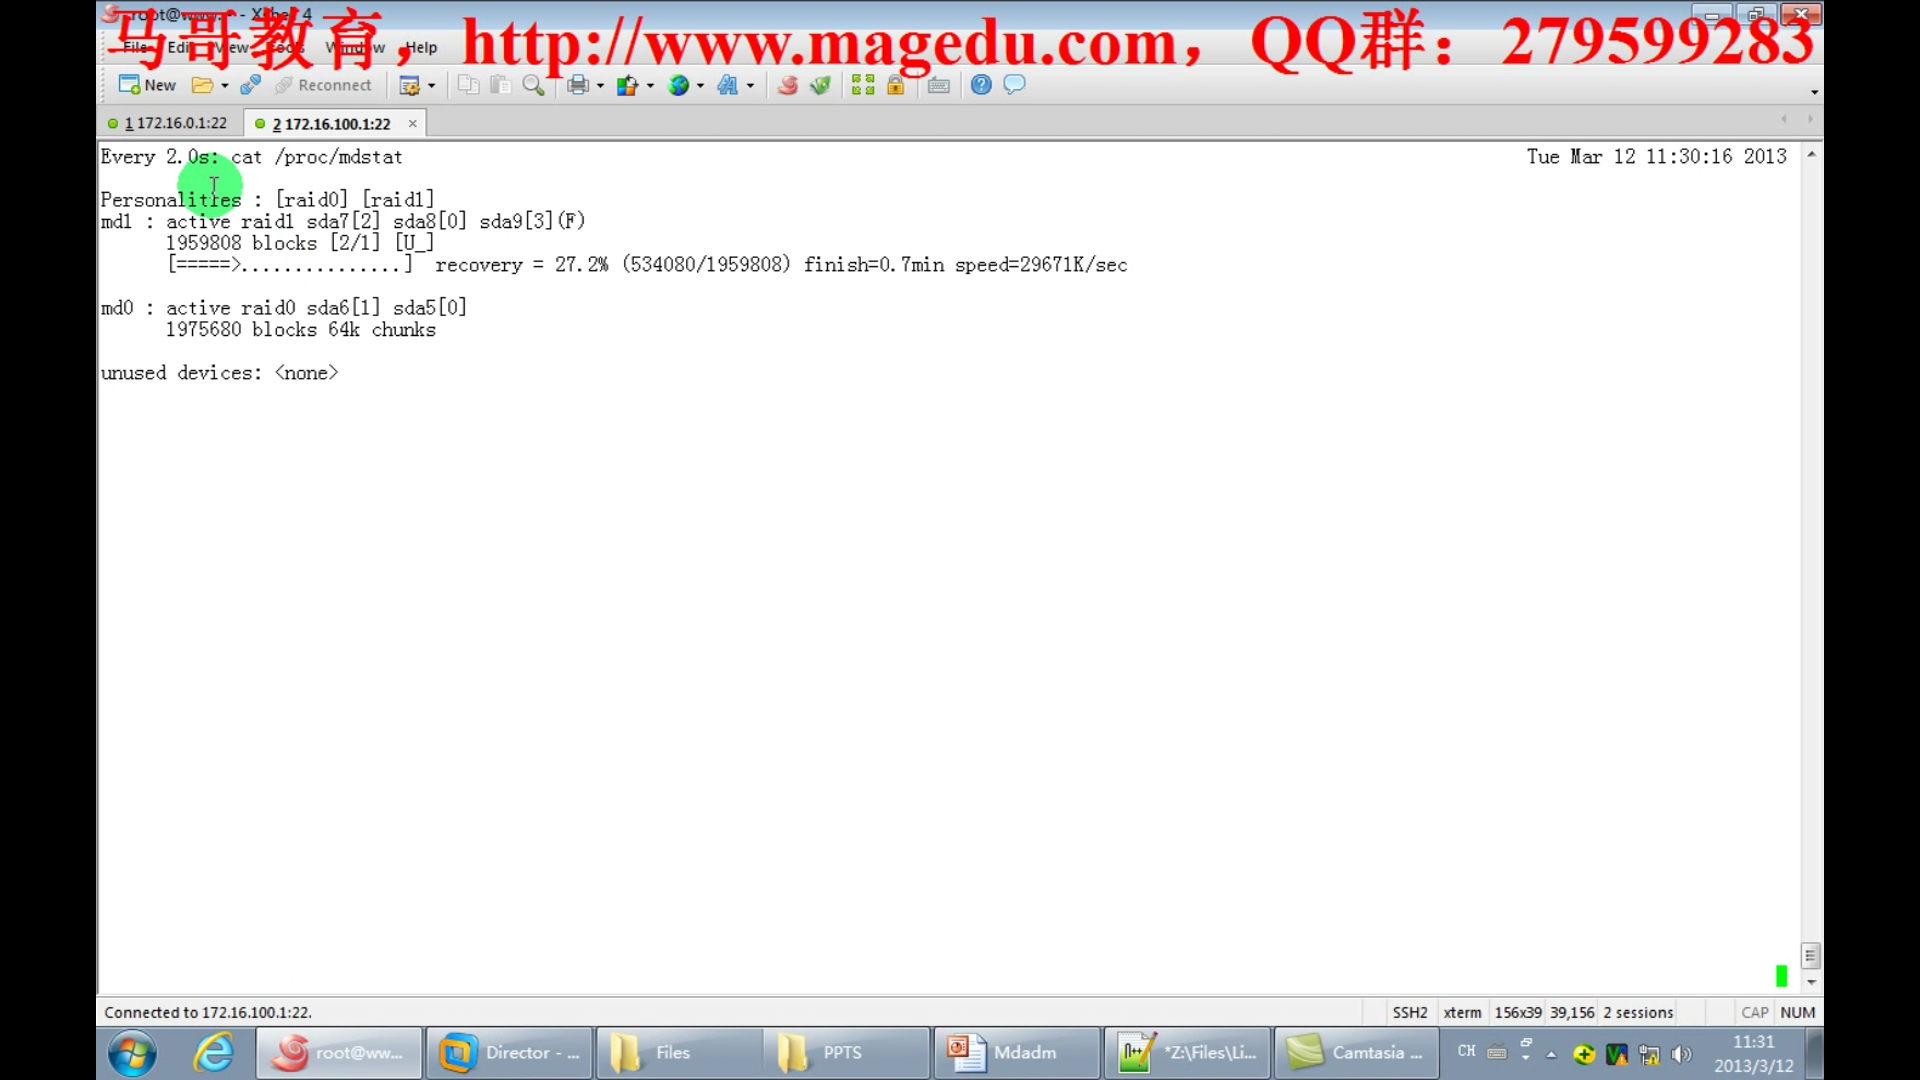 root@www... - Xshell 4
马哥教育，http://www.magedu.com，QQ群：279599283
File Edit View Tools Window Help
New Reconnect
1 172.16.0.1:22 2 172.16.100.1:22
Every 2.0s: cat /proc/mdstat Tue Mar 12 11:30:16 2013
Personalities : [raid0] [raid1]
md1 : active raid1 sda7[2] sda8[0] sda9[3](F)
1959808 blocks [2/1] [U_]
[=====>...............] recovery = 27.2% (534080/1959808) finish=0.7min speed=29671K/sec
md0 : active raid0 sda6[1] sda5[0]
1975680 blocks 64k chunks
unused devices: <none>
Connected to 172.16.100.1:22. SSH2 xterm 156x39 39,156 2 sessions CAP NUM
root@ww... Director - ... Files PPTS Mdadm *Z:\Files\Li... Camtasia ... CH 11:31
2013/3/12